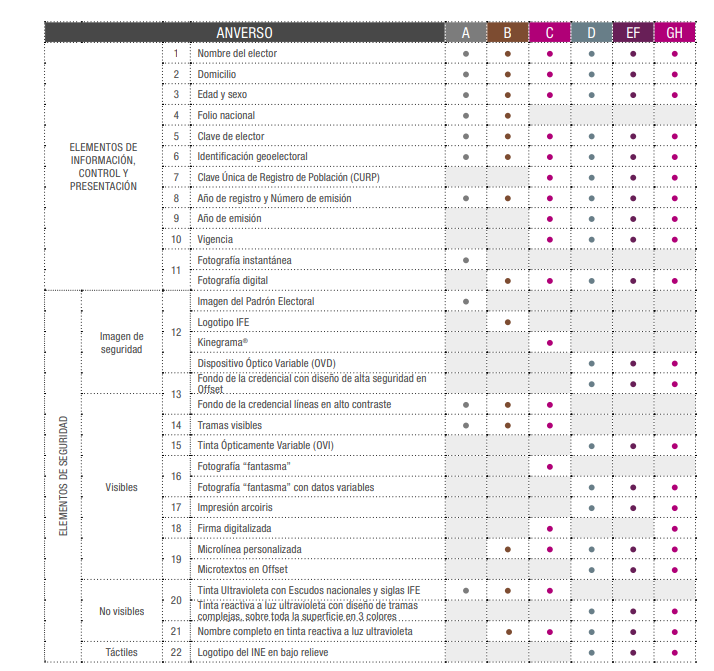 ANVERSO A B C D EF GH
ELEMENTOS DE
INFORMACIÓN,
CONTROL Y
PRESENTACIÓN
1 Nombre del elector
2 Domicilio
3 Edad y sexo
4 Folio nacional
5 Clave de elector
6 Identificación geoelectoral
7 Clave Única de Registro de Población (CURP)
8 Año de registro y Número de emisión
9 Año de emisión
10 Vigencia
11 Fotografía instantánea
Fotografía digital
ELEMENTOS DE SEGURIDAD
Imagen de
seguridad
12 Imagen del Padrón Electoral
Logotipo IFE
Kinegrama®
Dispositivo Óptico Variable (OVD)
13 Fondo de la credencial con diseño de alta seguridad en
Offset
Fondo de la credencial líneas en alto contraste
Visibles
14 Tramas visibles
15 Tinta Ópticamente Variable (OVI)
16 Fotografía “fantasma”
Fotografía “fantasma” con datos variables
17 Impresión arcoiris
18 Firma digitalizada
19 Microlínea personalizada
Microtextos en Offset
No visibles
20 Tinta Ultravioleta con Escudos nacionales y siglas IFE
Tinta reactiva a luz ultravioleta con diseño de tramas
complejas, sobre toda la superficie en 3 colores
21 Nombre completo en tinta reactiva a luz ultravioleta
Táctiles 22 Logotipo del INE en bajo relieve